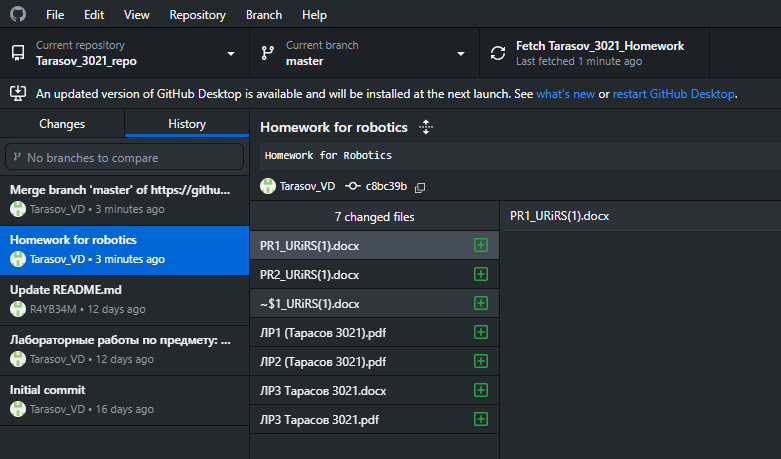 File Edit View Repository Branch Help
Current repository
Tarasov_3021_repo
Current branch
master
Fetch Tarasov_3021_Homework
Last fetched 1 minute ago
An updated version of GitHub Desktop is available and will be installed at the next launch. See what's new or restart GitHub Desktop.
Changes
History
No branches to compare
Merge branch 'master' of https://githu...
Tarasov_VD • 3 minutes ago
Homework for robotics
Tarasov_VD • 3 minutes ago
Update README.md
R4YB34M • 12 days ago
Лабораторные работы по предмету: ...
Tarasov_VD • 12 days ago
Initial commit
Tarasov_VD • 16 days ago
Homework for robotics
Homework for Robotics
Tarasov_VD c8bc39b
7 changed files
PR1_URiRS(1).docx
PR2_URiRS(1).docx
~$1_URiRS(1).docx
ЛР1 (Тарасов 3021).pdf
ЛР2 (Тарасов 3021).pdf
ЛР3 Тарасов 3021.docx
ЛР3 Тарасов 3021.pdf
PR1_URiRS(1).docx